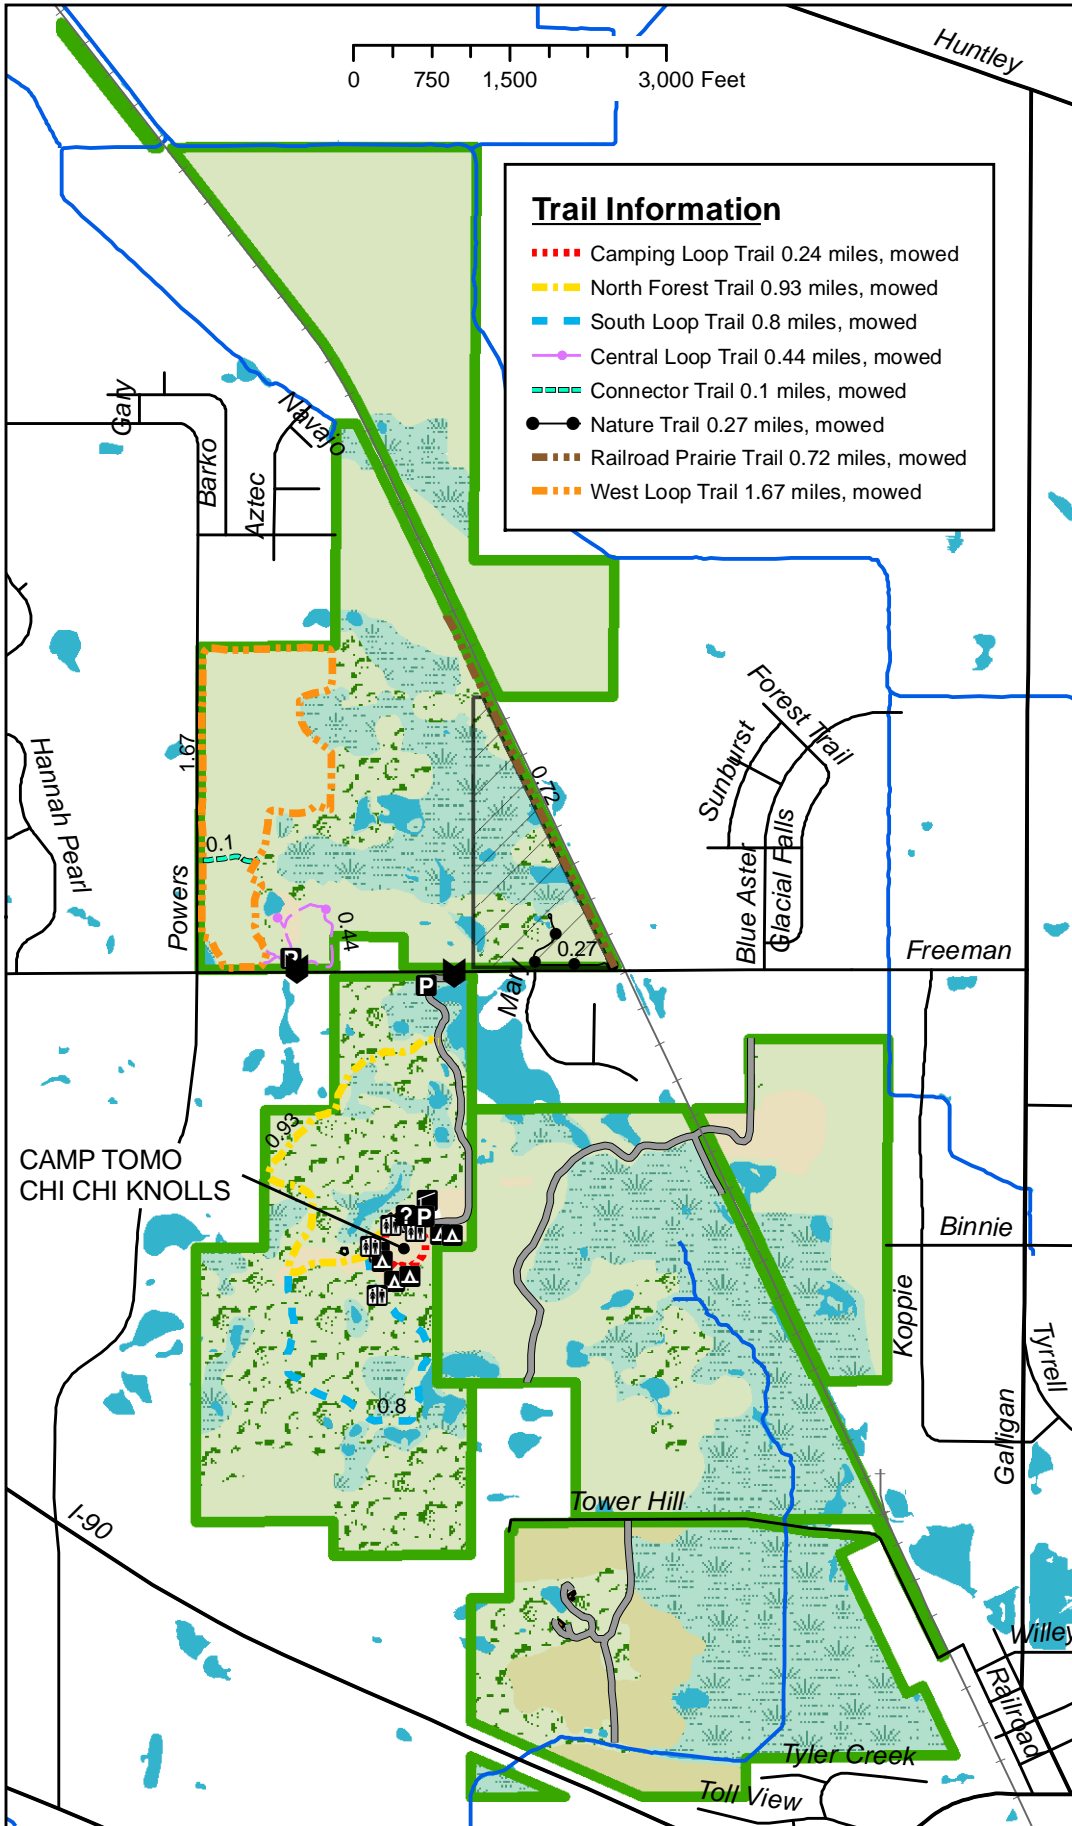 Huntley
0 750 1,500 3,000 Feet
Trail Information
Camping Loop Trail 0.24 miles, mowed
North Forest Trail 0.93 miles, mowed
South Loop Trail 0.8 miles, mowed
Central Loop Trail 0.44 miles, mowed
Connector Trail 0.1 miles, mowed
Nature Trail 0.27 miles, mowed
Railroad Prairie Trail 0.72 miles, mowed
West Loop Trail 1.67 miles, mowed
Gary
Navajo
Barko
Aztec
Forest Trail
Sunburst
Hannah Pearl
1.67
0.72
0.1
Powers
Blue Aster
Glacial Falls
0.44
0.27
Freeman
P
P
Mary
0.93
CAMP TOMO
CHI CHI KNOLLS
? P
Binnie
Koppie
Tyrrell
0.8
Galligan
Tower Hill
I-90
Willey
Railroad
Tyler Creek
Toll View